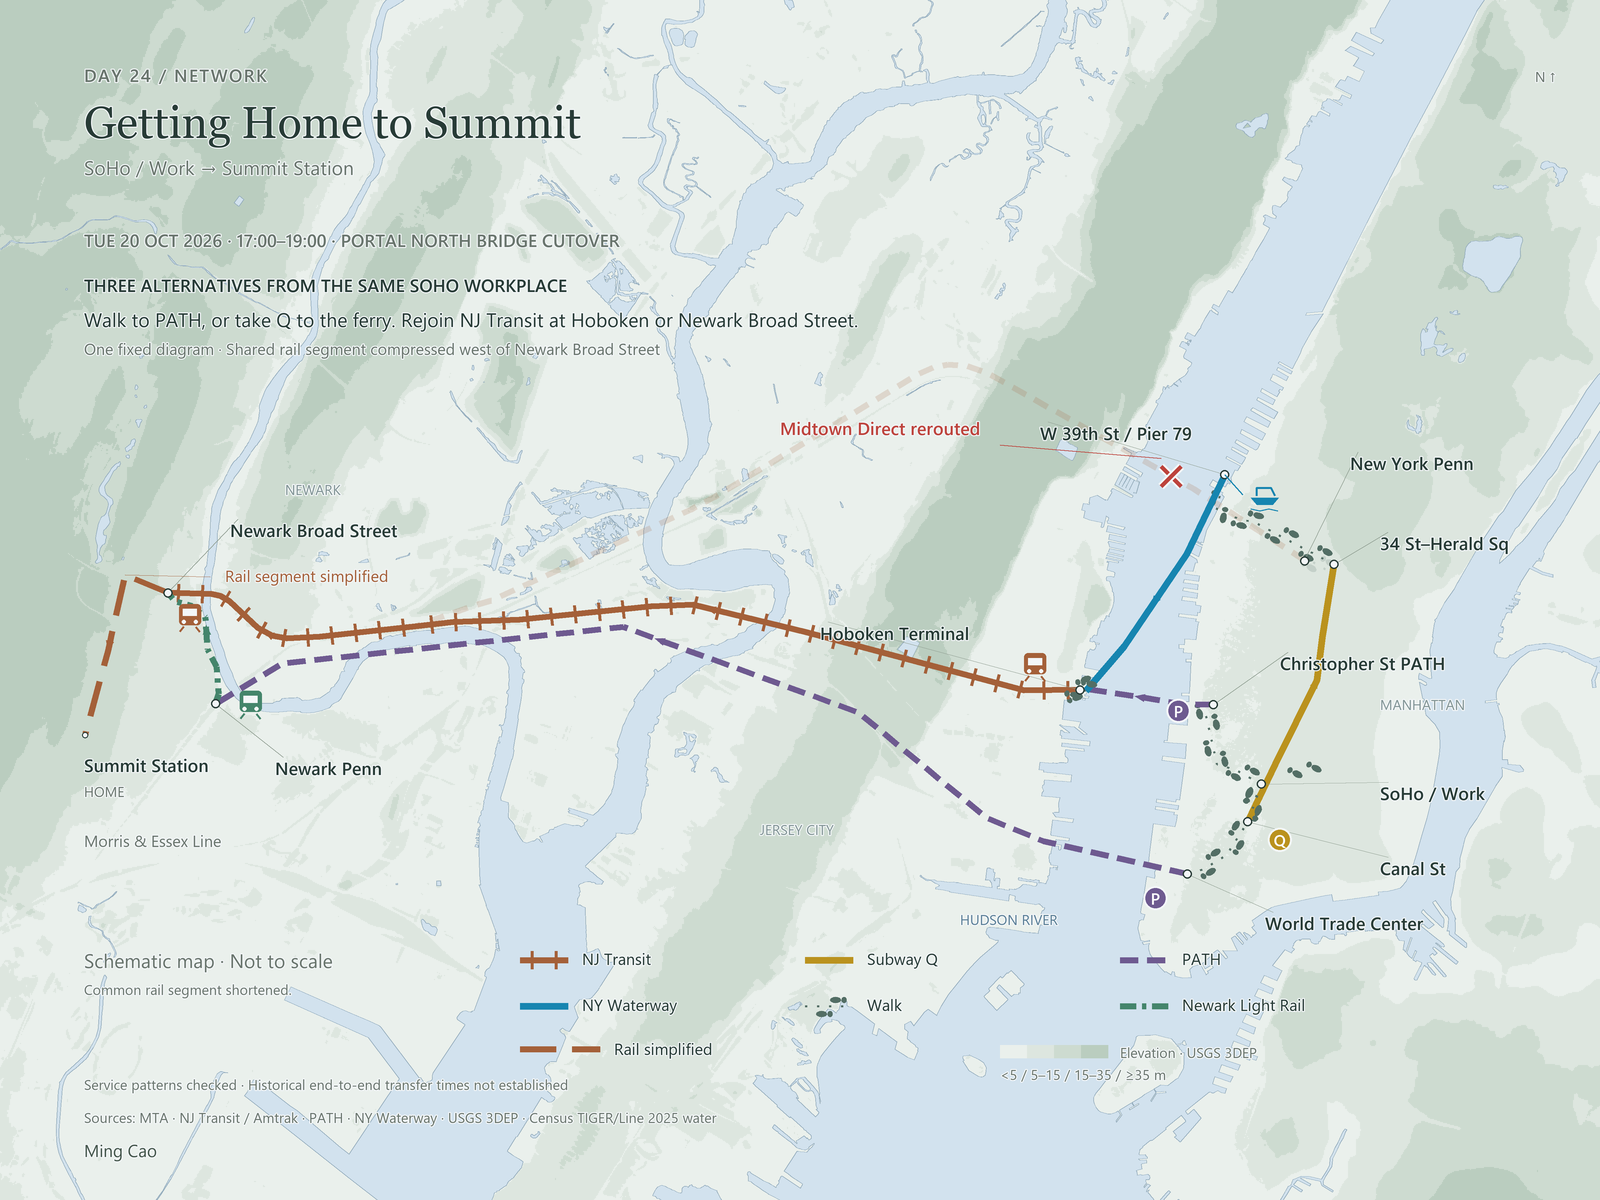 DAY 24 / NETWORK
N ↑
Getting Home to Summit
SoHo / Work → Summit Station
TUE 20 OCT 2026 · 17:00–19:00 · PORTAL NORTH BRIDGE CUTOVER
THREE ALTERNATIVES FROM THE SAME SOHO WORKPLACE
Walk to PATH, or take Q to the ferry. Rejoin NJ Transit at Hoboken or Newark Broad Street.
One fixed diagram · Shared rail segment compressed west of Newark Broad Street
Midtown Direct rerouted
W 39th St / Pier 79
New York Penn
NEWARK
Newark Broad Street
34 St–Herald Sq
Rail segment simplified
Hoboken Terminal
Christopher St PATH
MANHATTAN
P
Summit Station
HOME
Newark Penn
SoHo / Work
JERSEY CITY
Morris & Essex Line
Q
Canal St
P
HUDSON RIVER
World Trade Center
Schematic map · Not to scale
Common rail segment shortened.
NJ Transit
Subway Q
PATH
NY Waterway
Walk
Newark Light Rail
Rail simplified
Elevation · USGS 3DEP
<5 / 5–15 / 15–35 / ≥35 m
Service patterns checked · Historical end-to-end transfer times not established
Sources: MTA · NJ Transit / Amtrak · PATH · NY Waterway · USGS 3DEP · Census TIGER/Line 2025 water
Ming Cao